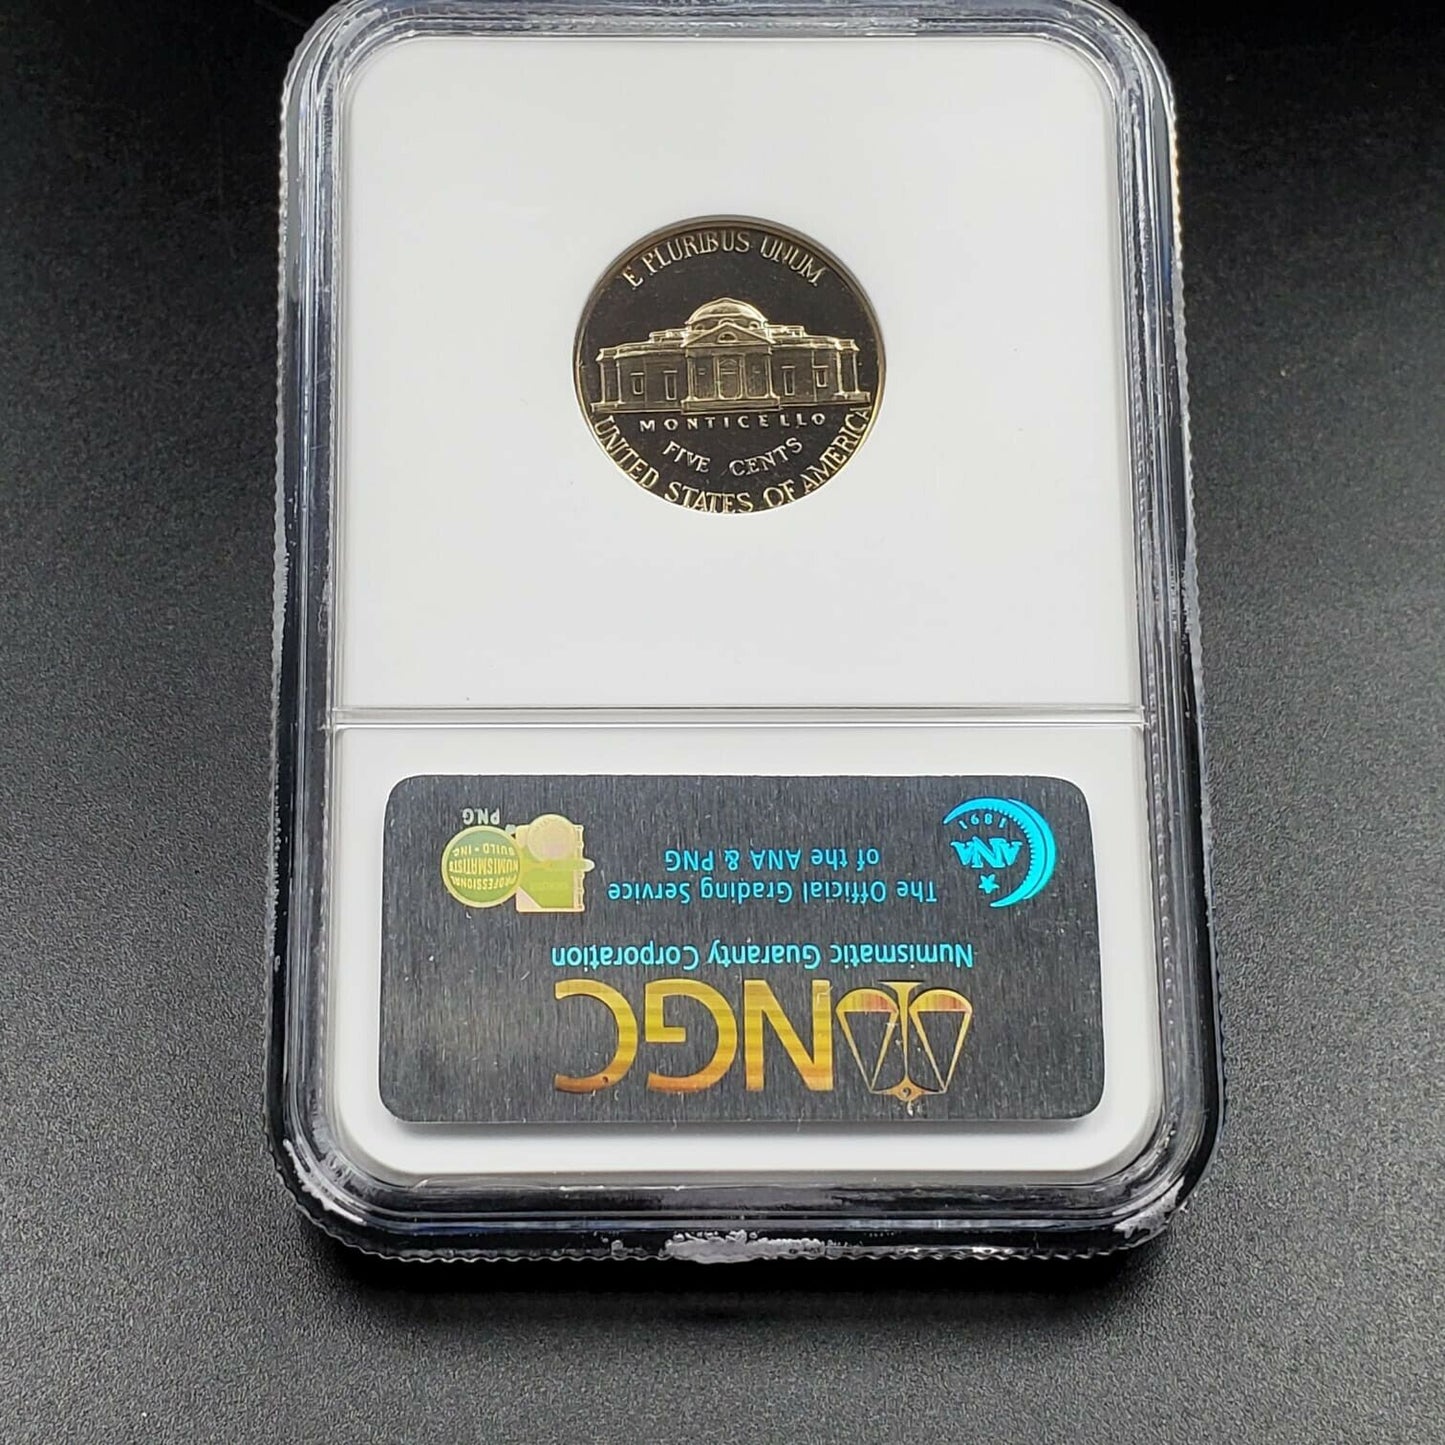 E PLURIBUS UNUM
MONTICELLO
FIVE CENTS
UNITED STATES OF AMERICA
NGC
Numismatic Guaranty Corporation
The Official Grading Service
of the ANA & PNG
ANA
1891
PROFESSIONAL
NUMISMATISTS
GUILD • INC.
PNG